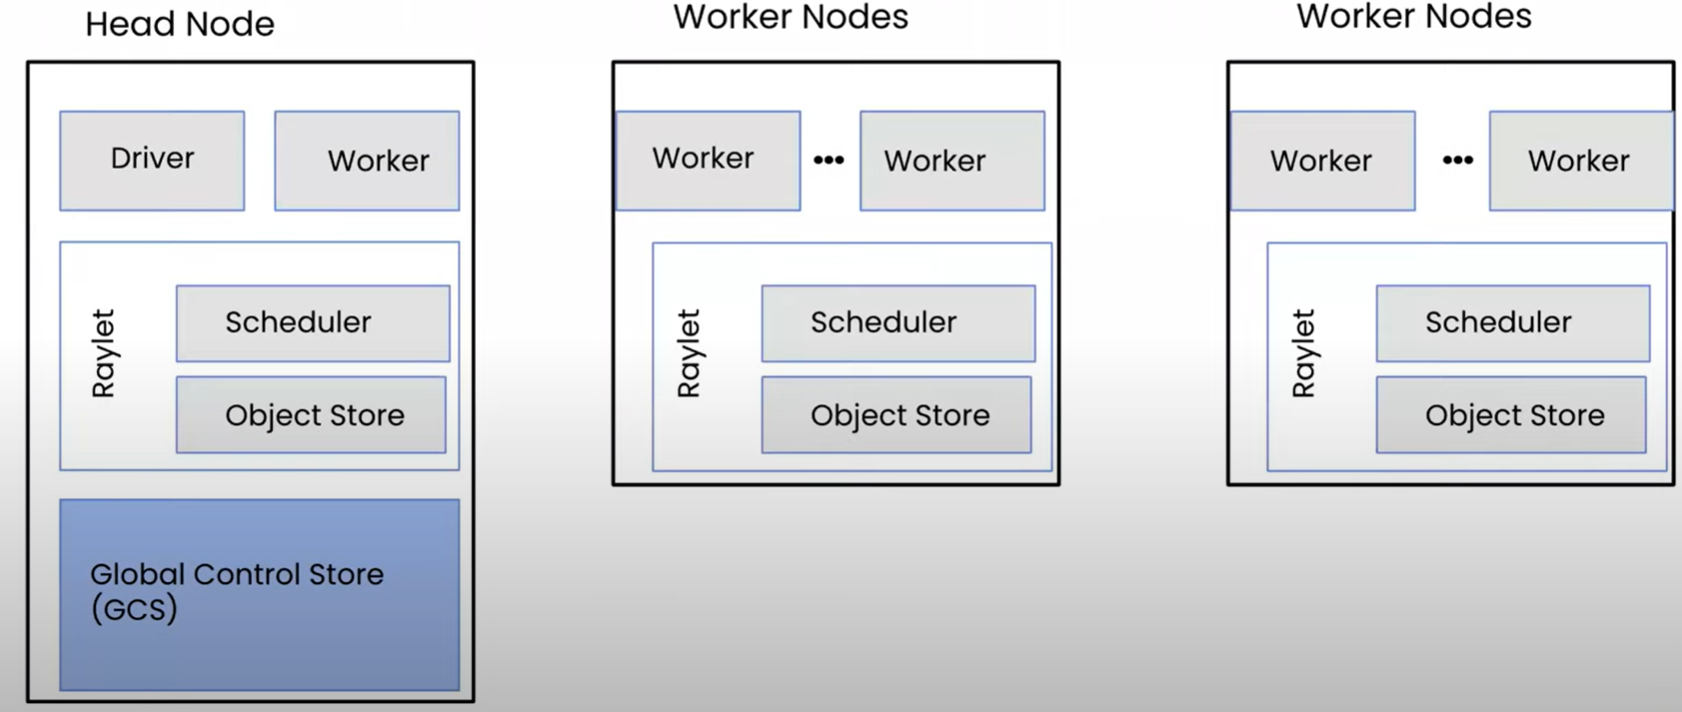 Head Node
Driver
Worker
Raylet
Scheduler
Object Store
Global Control Store
(GCS)
Worker Nodes
Worker
•••
Worker
Raylet
Scheduler
Object Store
Worker Nodes
Worker
•••
Worker
Raylet
Scheduler
Object Store